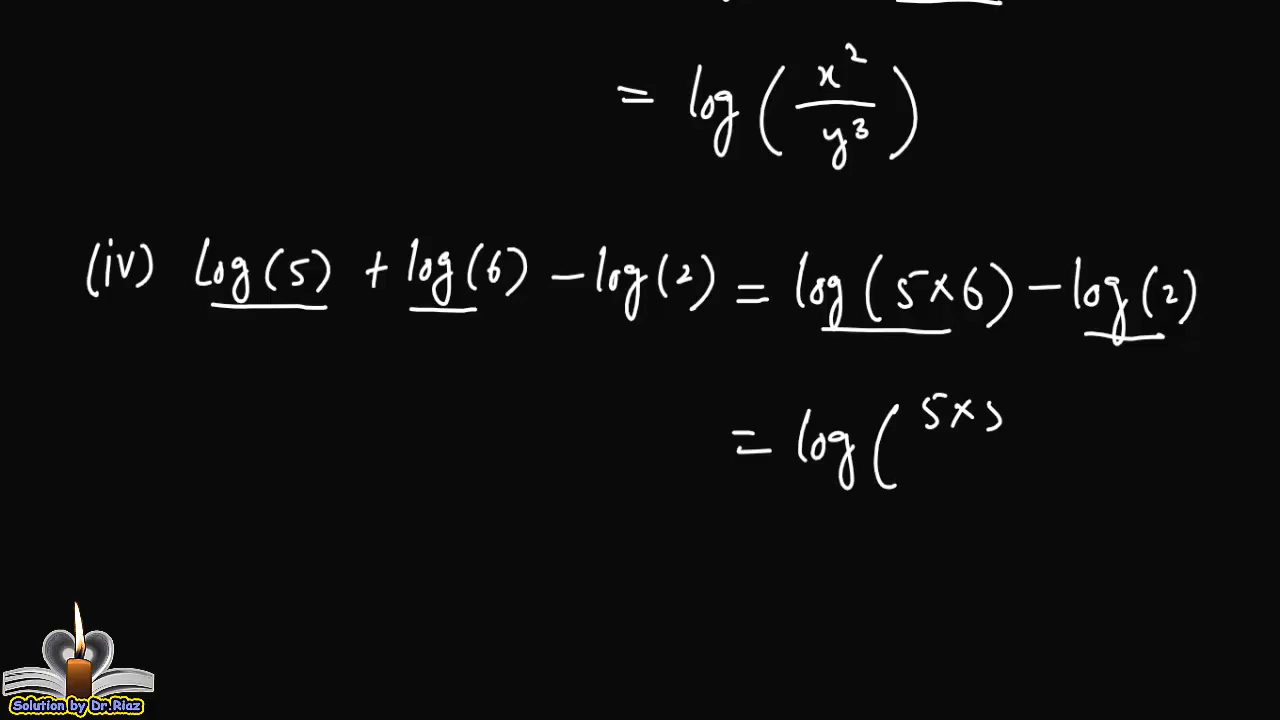 = log ( x² / y³ )
(iv) log(5) + log(6) - log(2) = log(5×6) - log(2)
= log( 5×
Solution by Dr.Riaz